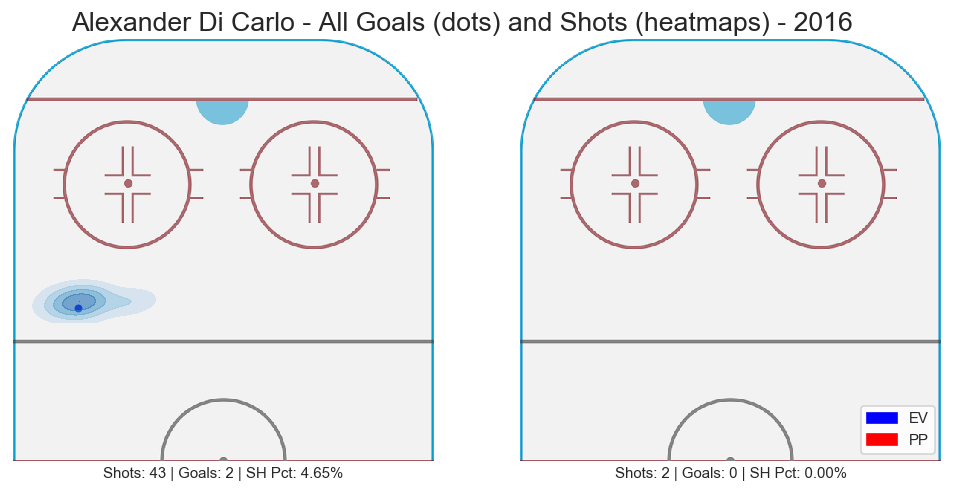 Alexander Di Carlo - All Goals (dots) and Shots (heatmaps) - 2016
EV
PP
Shots: 43 | Goals: 2 | SH Pct: 4.65%
Shots: 2 | Goals: 0 | SH Pct: 0.00%